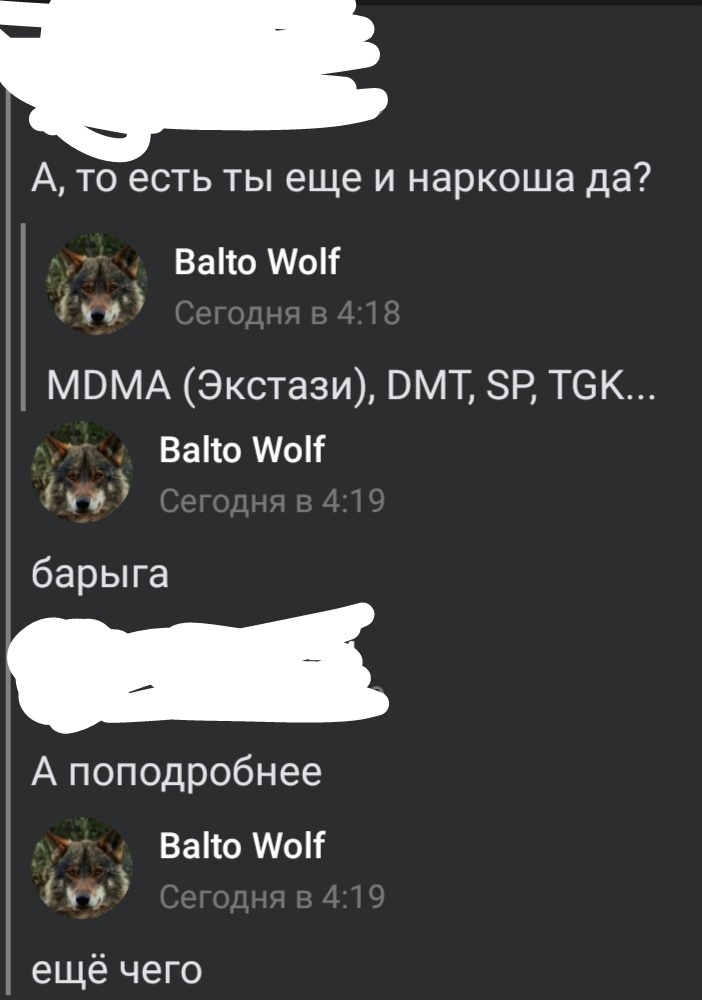 А, то есть ты еще и наркоша да?
Balto Wolf
Сегодня в 4:18
MDMA (Экстази), DMT, SP, TGK...
Balto Wolf
Сегодня в 4:19
барыга
А поподробнее
Balto Wolf
Сегодня в 4:19
ещё чего